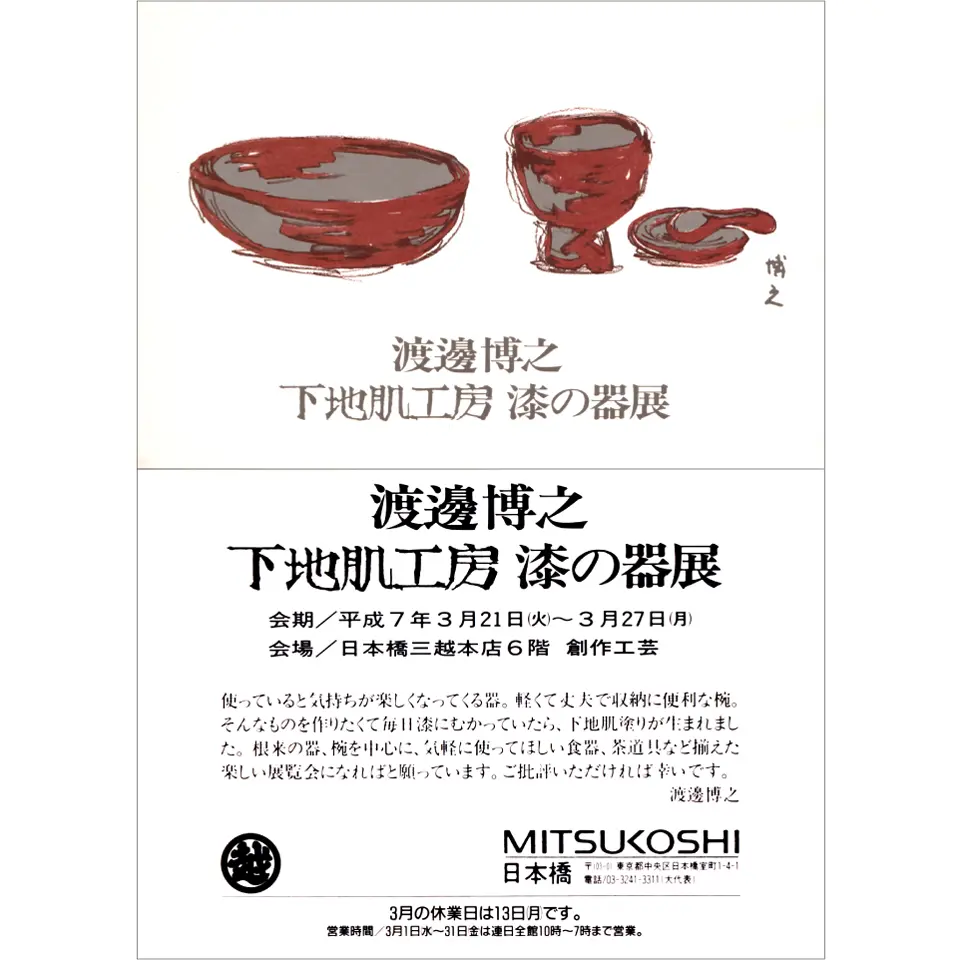 博之
渡邊博之
下地肌工房 漆の器展
渡邊博之
下地肌工房 漆の器展
会期／平成7年3月21日(火)～3月27日(月)
会場／日本橋三越本店6階 創作工芸
使っていると気持ちが楽しくなってくる器。軽くて丈夫で収納に便利な椀。
そんなものを作りたくて毎日漆にむかっていたら、下地肌塗りが生まれまし
た。根来の器、椀を中心に、気軽に使ってほしい食器、茶道具など揃えた
楽しい展覧会になればと願っています。ご批評いただければ幸いです。
渡邊博之
越
MITSUKOSHI
日本橋
〒103-01 東京都中央区日本橋室町1-4-1
電話/03-3241-3311(大代表)
3月の休業日は13日(月)です。
営業時間／3月1日水～31日金は連日全館10時～7時まで営業。